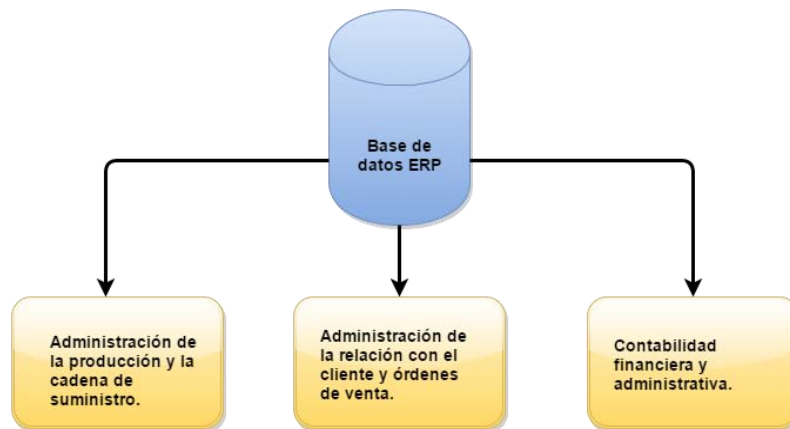 Base de
datos ERP
Administración de
la producción y la
cadena de
suministro.
Administración de
la relación con el
cliente y órdenes
de venta.
Contabilidad
financiera y
administrativa.